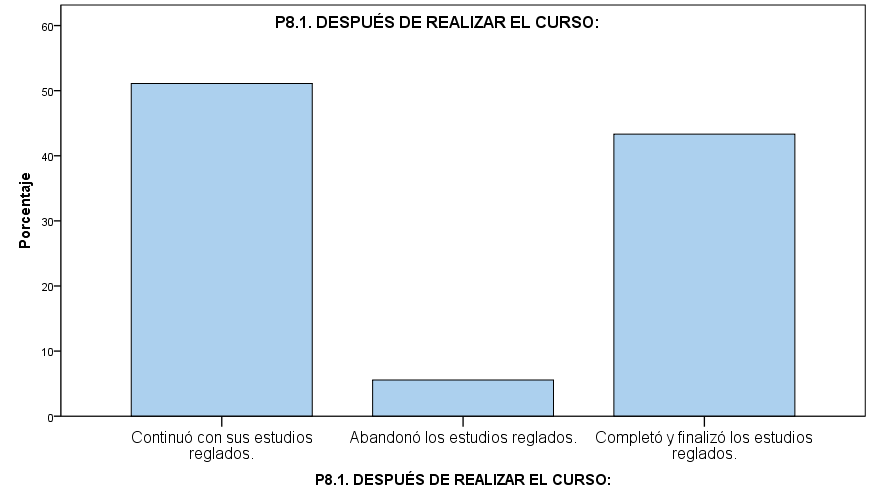 P8.1. DESPUÉS DE REALIZAR EL CURSO:
60
50
40
30
20
10
0
Porcentaje
Continuó con sus estudios
reglados.
Abandonó los estudios reglados.
Completó y finalizó los estudios
reglados.
P8.1. DESPUÉS DE REALIZAR EL CURSO: